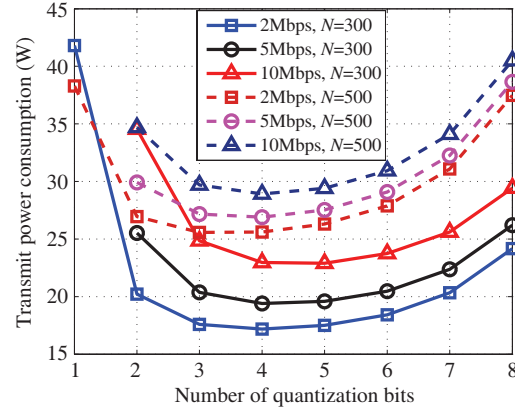 Transmit power consumption (W)
45
40
35
30
25
20
15
2Mbps, N=300
5Mbps, N=300
10Mbps, N=300
2Mbps, N=500
5Mbps, N=500
10Mbps, N=500
1 2 3 4 5 6 7 8
Number of quantization bits